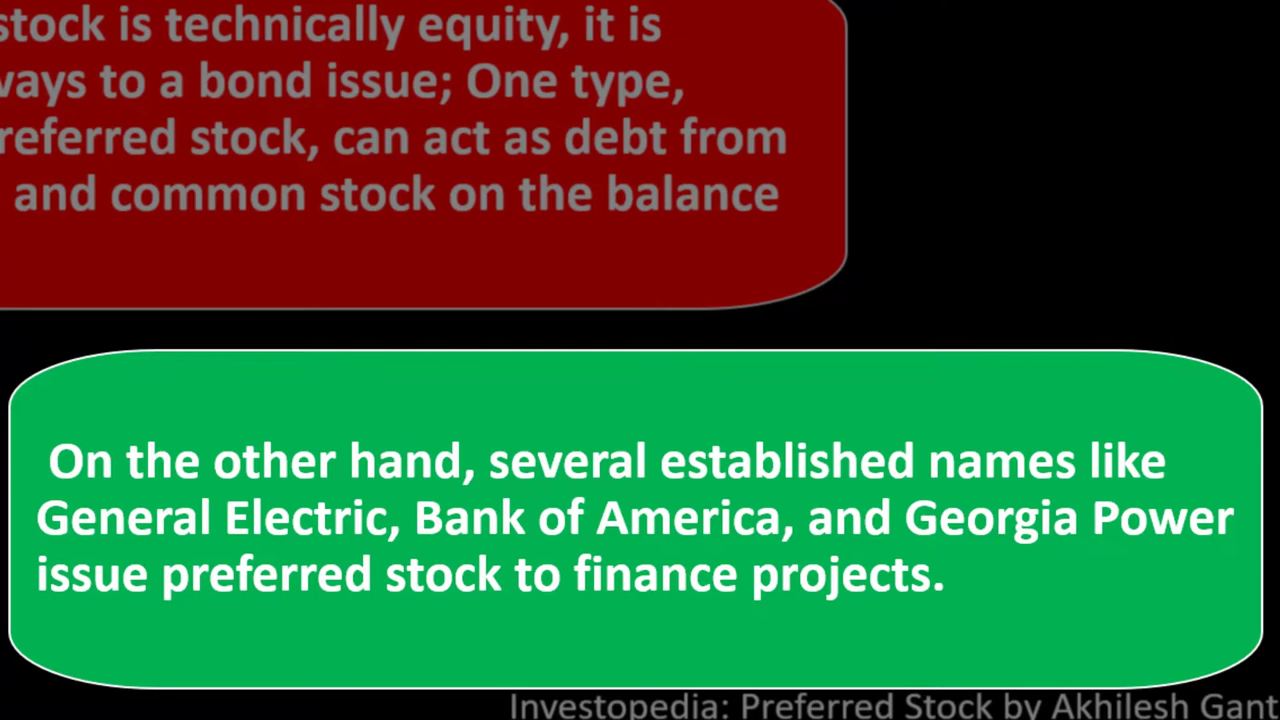 stock is technically equity, it is
ways to a bond issue; One type,
referred stock, can act as debt from
and common stock on the balance
On the other hand, several established names like
General Electric, Bank of America, and Georgia Power
issue preferred stock to finance projects.
Investopedia: Preferred Stock by Akhilesh Gant